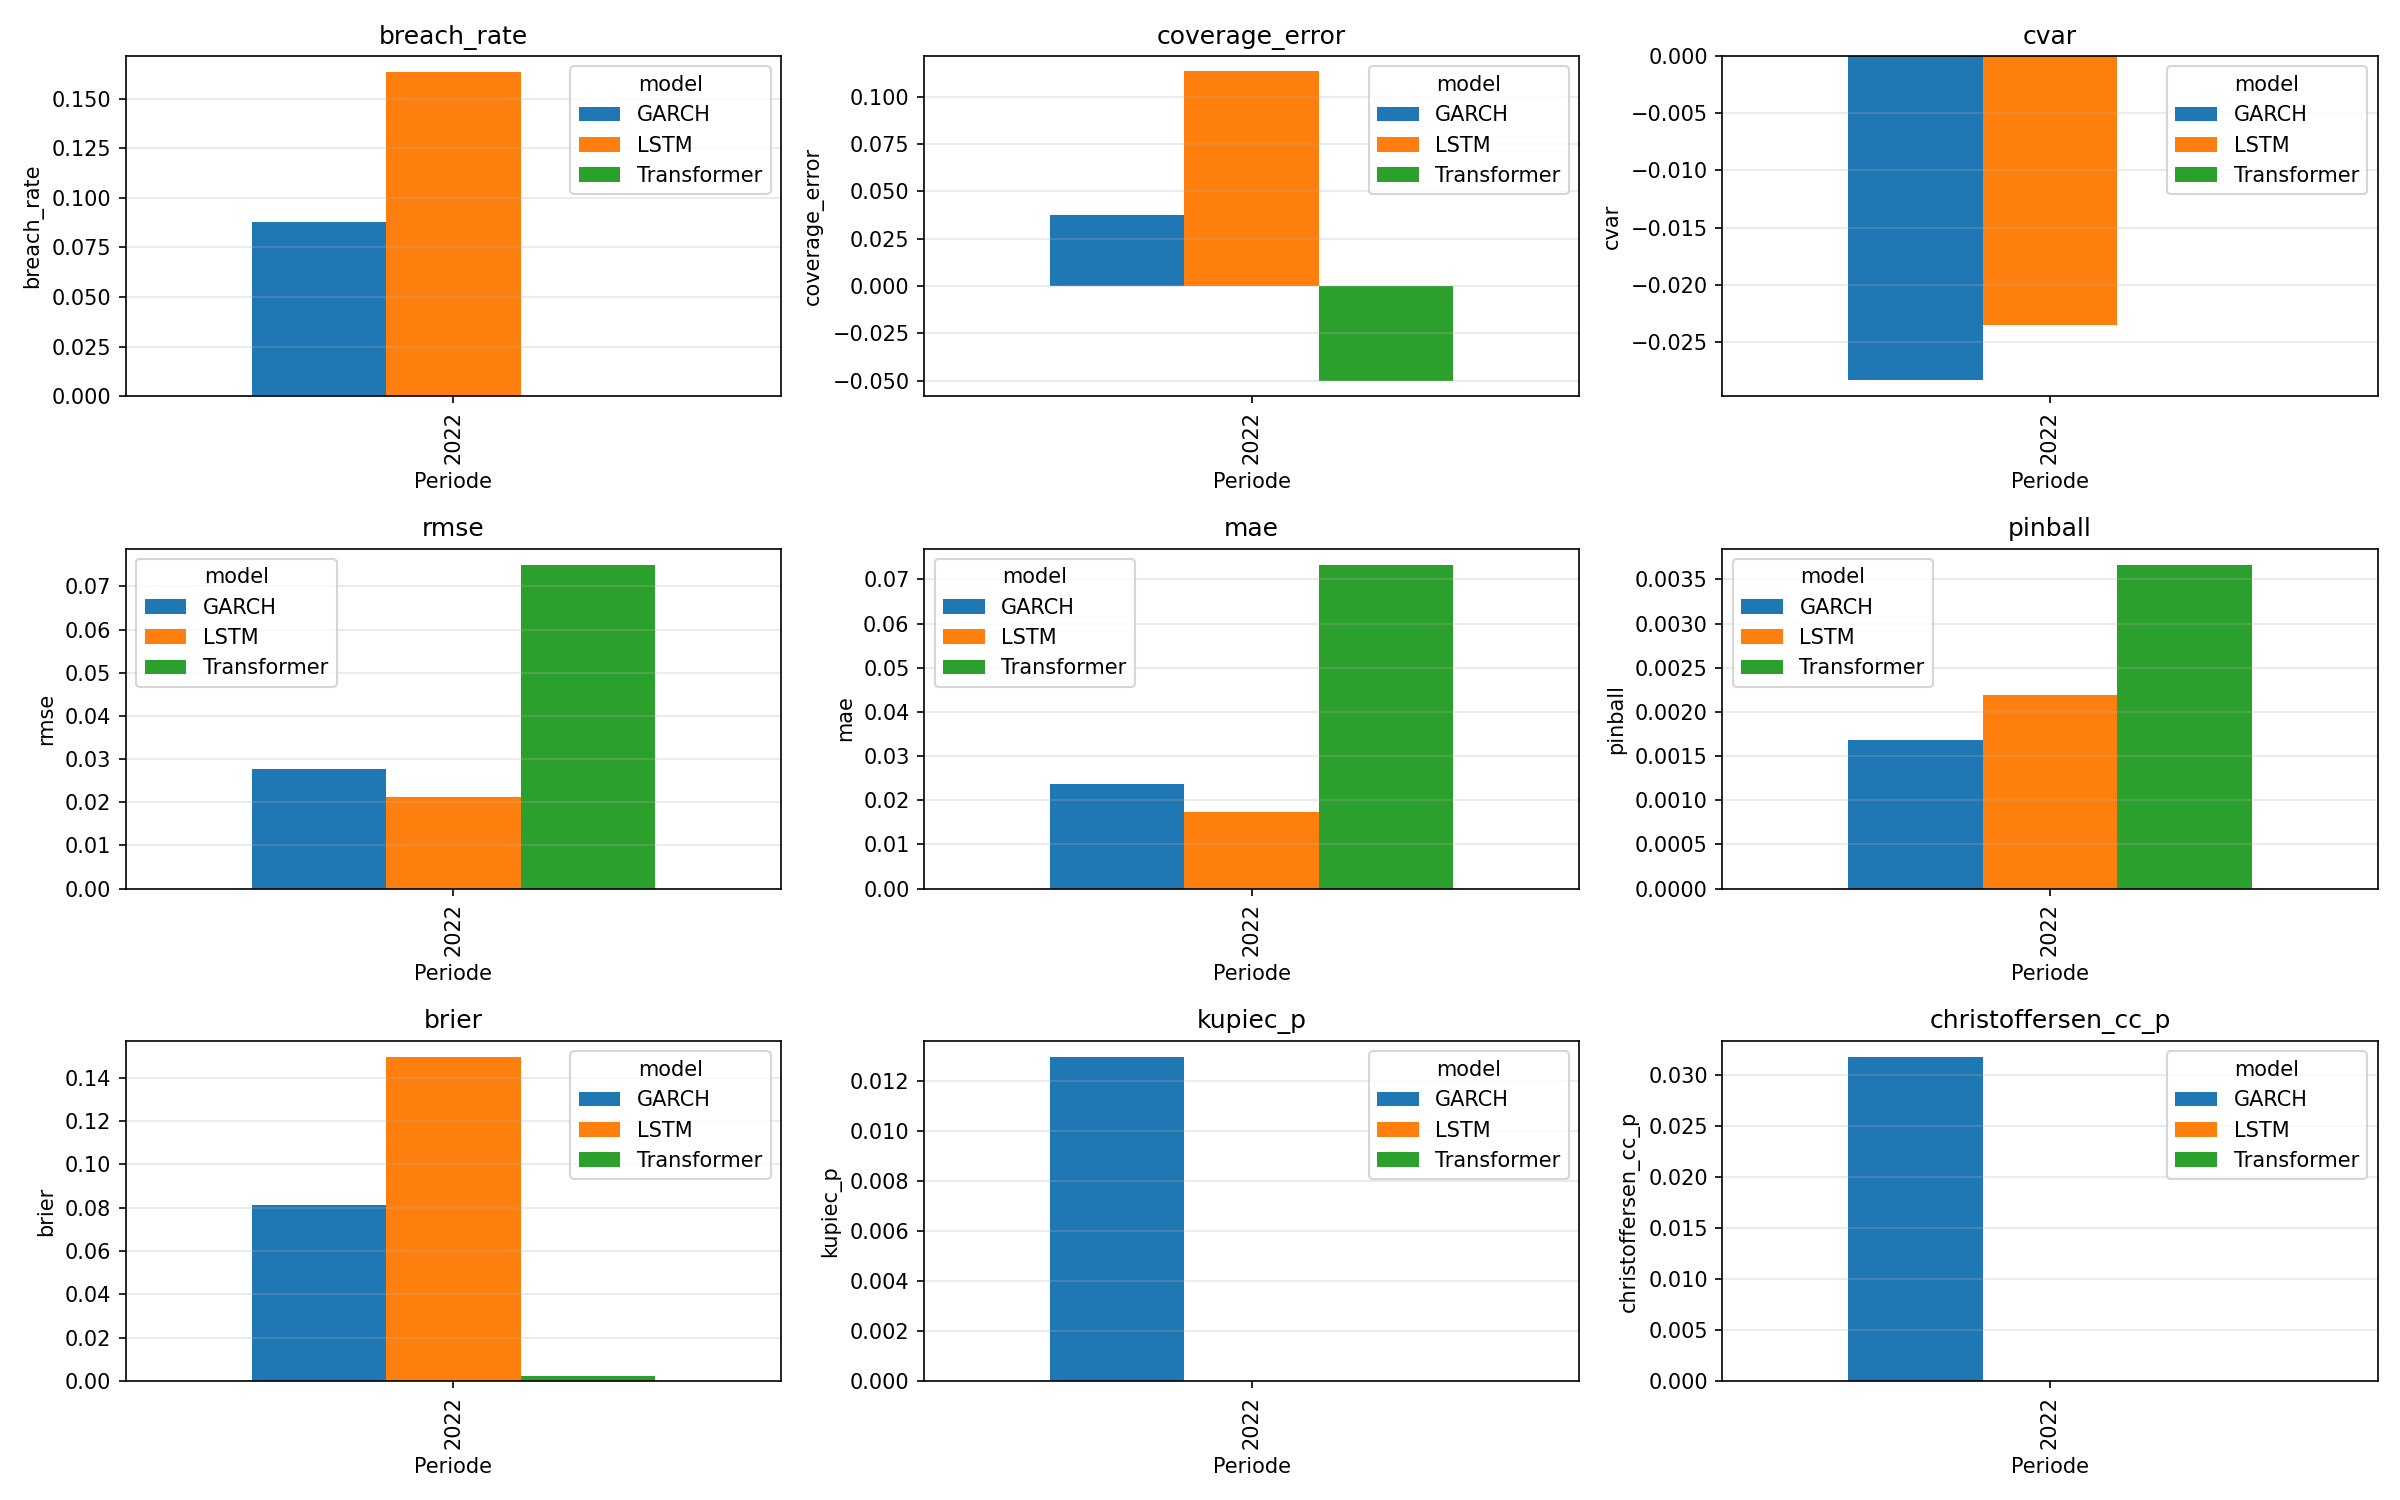 breach_rate
breach_rate
0.150
0.125
0.100
0.075
0.050
0.025
0.000
model
GARCH
LSTM
Transformer
2022
Periode
coverage_error
coverage_error
0.100
0.075
0.050
0.025
0.000
−0.025
−0.050
model
GARCH
LSTM
Transformer
2022
Periode
cvar
cvar
0.000
−0.005
−0.010
−0.015
−0.020
−0.025
model
GARCH
LSTM
Transformer
2022
Periode
rmse
rmse
0.07
0.06
0.05
0.04
0.03
0.02
0.01
0.00
model
GARCH
LSTM
Transformer
2022
Periode
mae
mae
0.07
0.06
0.05
0.04
0.03
0.02
0.01
0.00
model
GARCH
LSTM
Transformer
2022
Periode
pinball
pinball
0.0035
0.0030
0.0025
0.0020
0.0015
0.0010
0.0005
0.0000
model
GARCH
LSTM
Transformer
2022
Periode
brier
brier
0.14
0.12
0.10
0.08
0.06
0.04
0.02
0.00
model
GARCH
LSTM
Transformer
2022
Periode
kupiec_p
kupiec_p
0.012
0.010
0.008
0.006
0.004
0.002
0.000
model
GARCH
LSTM
Transformer
2022
Periode
christoffersen_cc_p
christoffersen_cc_p
0.030
0.025
0.020
0.015
0.010
0.005
0.000
model
GARCH
LSTM
Transformer
2022
Periode